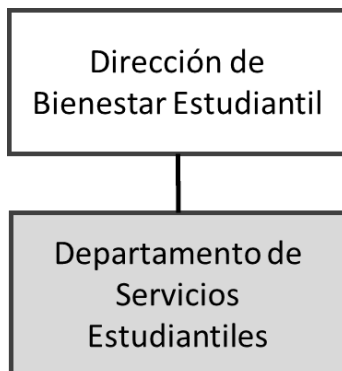 Dirección de
Bienestar Estudiantil
Departamento de
Servicios
Estudiantiles